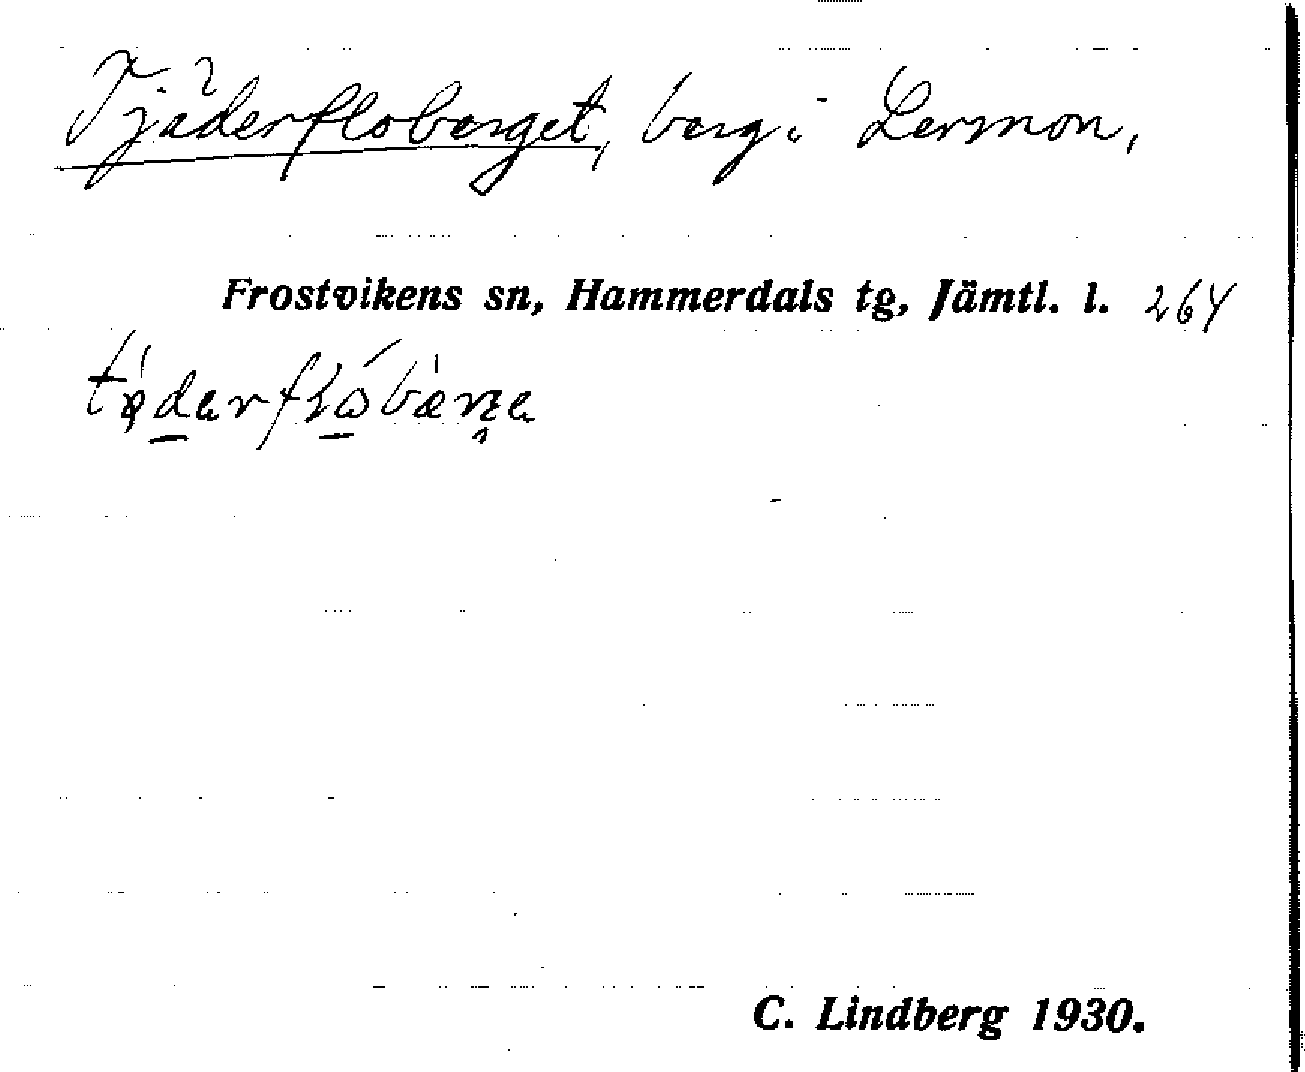 Tjäderfloberget, berg i Lermon,
Frostvikens sn, Hammerdals tg, Jämtl. l. 264
C. Lindberg 1930.